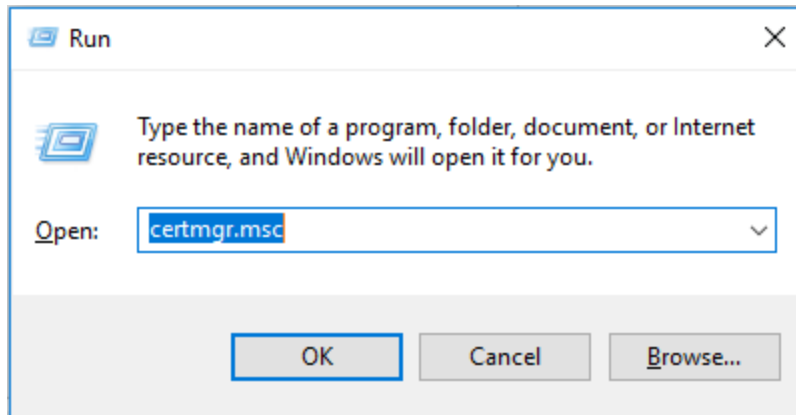 Run
Type the name of a program, folder, document, or Internet
resource, and Windows will open it for you.
Open: certmgr.msc
OK Cancel Browse...